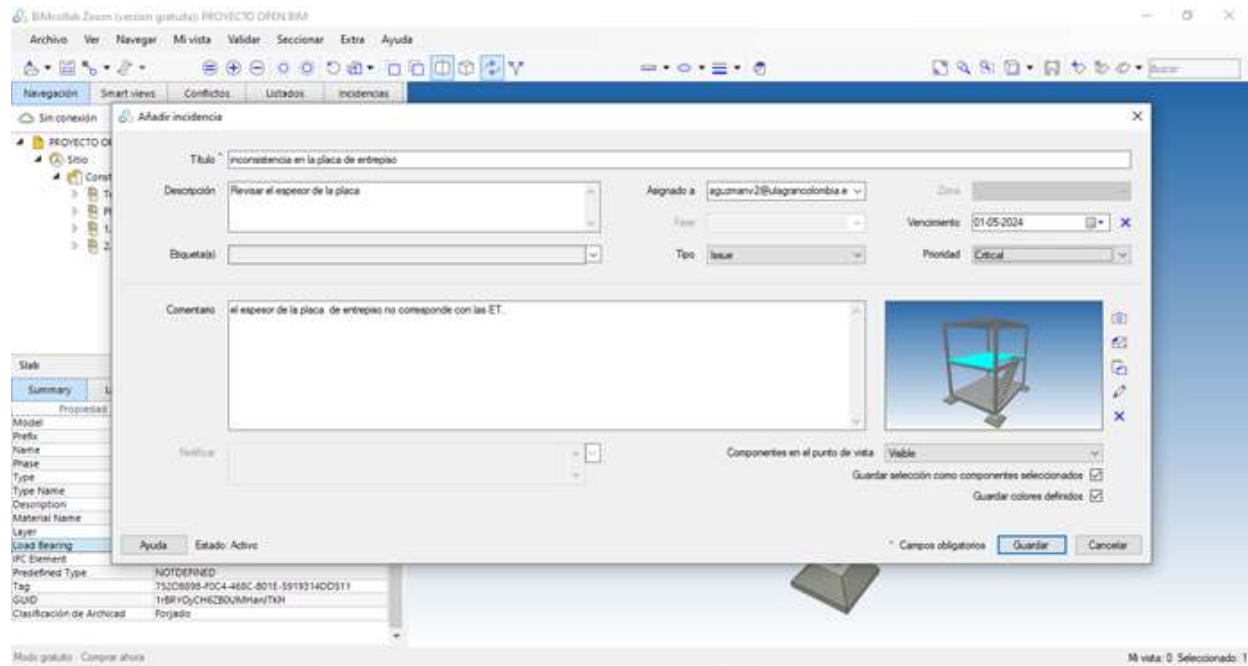 BIMcollab Zoom (version gratuita): PROYECTO OPEN BIM
Archivo Ver Navegar Mi vista Validar Seccionar Extra Ayuda
Buscar
Navegación Smart views Conflictos Listados Incidencias
Sin conexión
Añadir incidencia
PROYECTO OP
Sitio
Const
Título * inconsistencia en la placa de entrepiso
Descripción Revisar el espesor de la placa
Asignado a aguzmanv2@ulagrancolombia.e
Zona
Fase
Vencimiento 01-05-2024
Etiqueta(s)
Tipo Issue
Prioridad Critical
Comentario el espesor de la placa de entrepiso no corresponde con las ET.
Notificar
Componentes en el punto de vista Visible
Guardar selección como componentes seleccionados
Guardar colores definidos
Ayuda Estado: Activo * Campos obligatorios Guardar Cancelar
Slab
Summary
Propiedad
Model
Prefix
Name
Phase
Type
Type Name
Description
Material Name
Layer
Load Bearing
IFC Element
Predefined Type NOTDEFINED
Tag
GUID
Clasificación de Archicad Forjado
Modo gratuito - Comprar ahora
Mi vista: 0 Seleccionado: 1